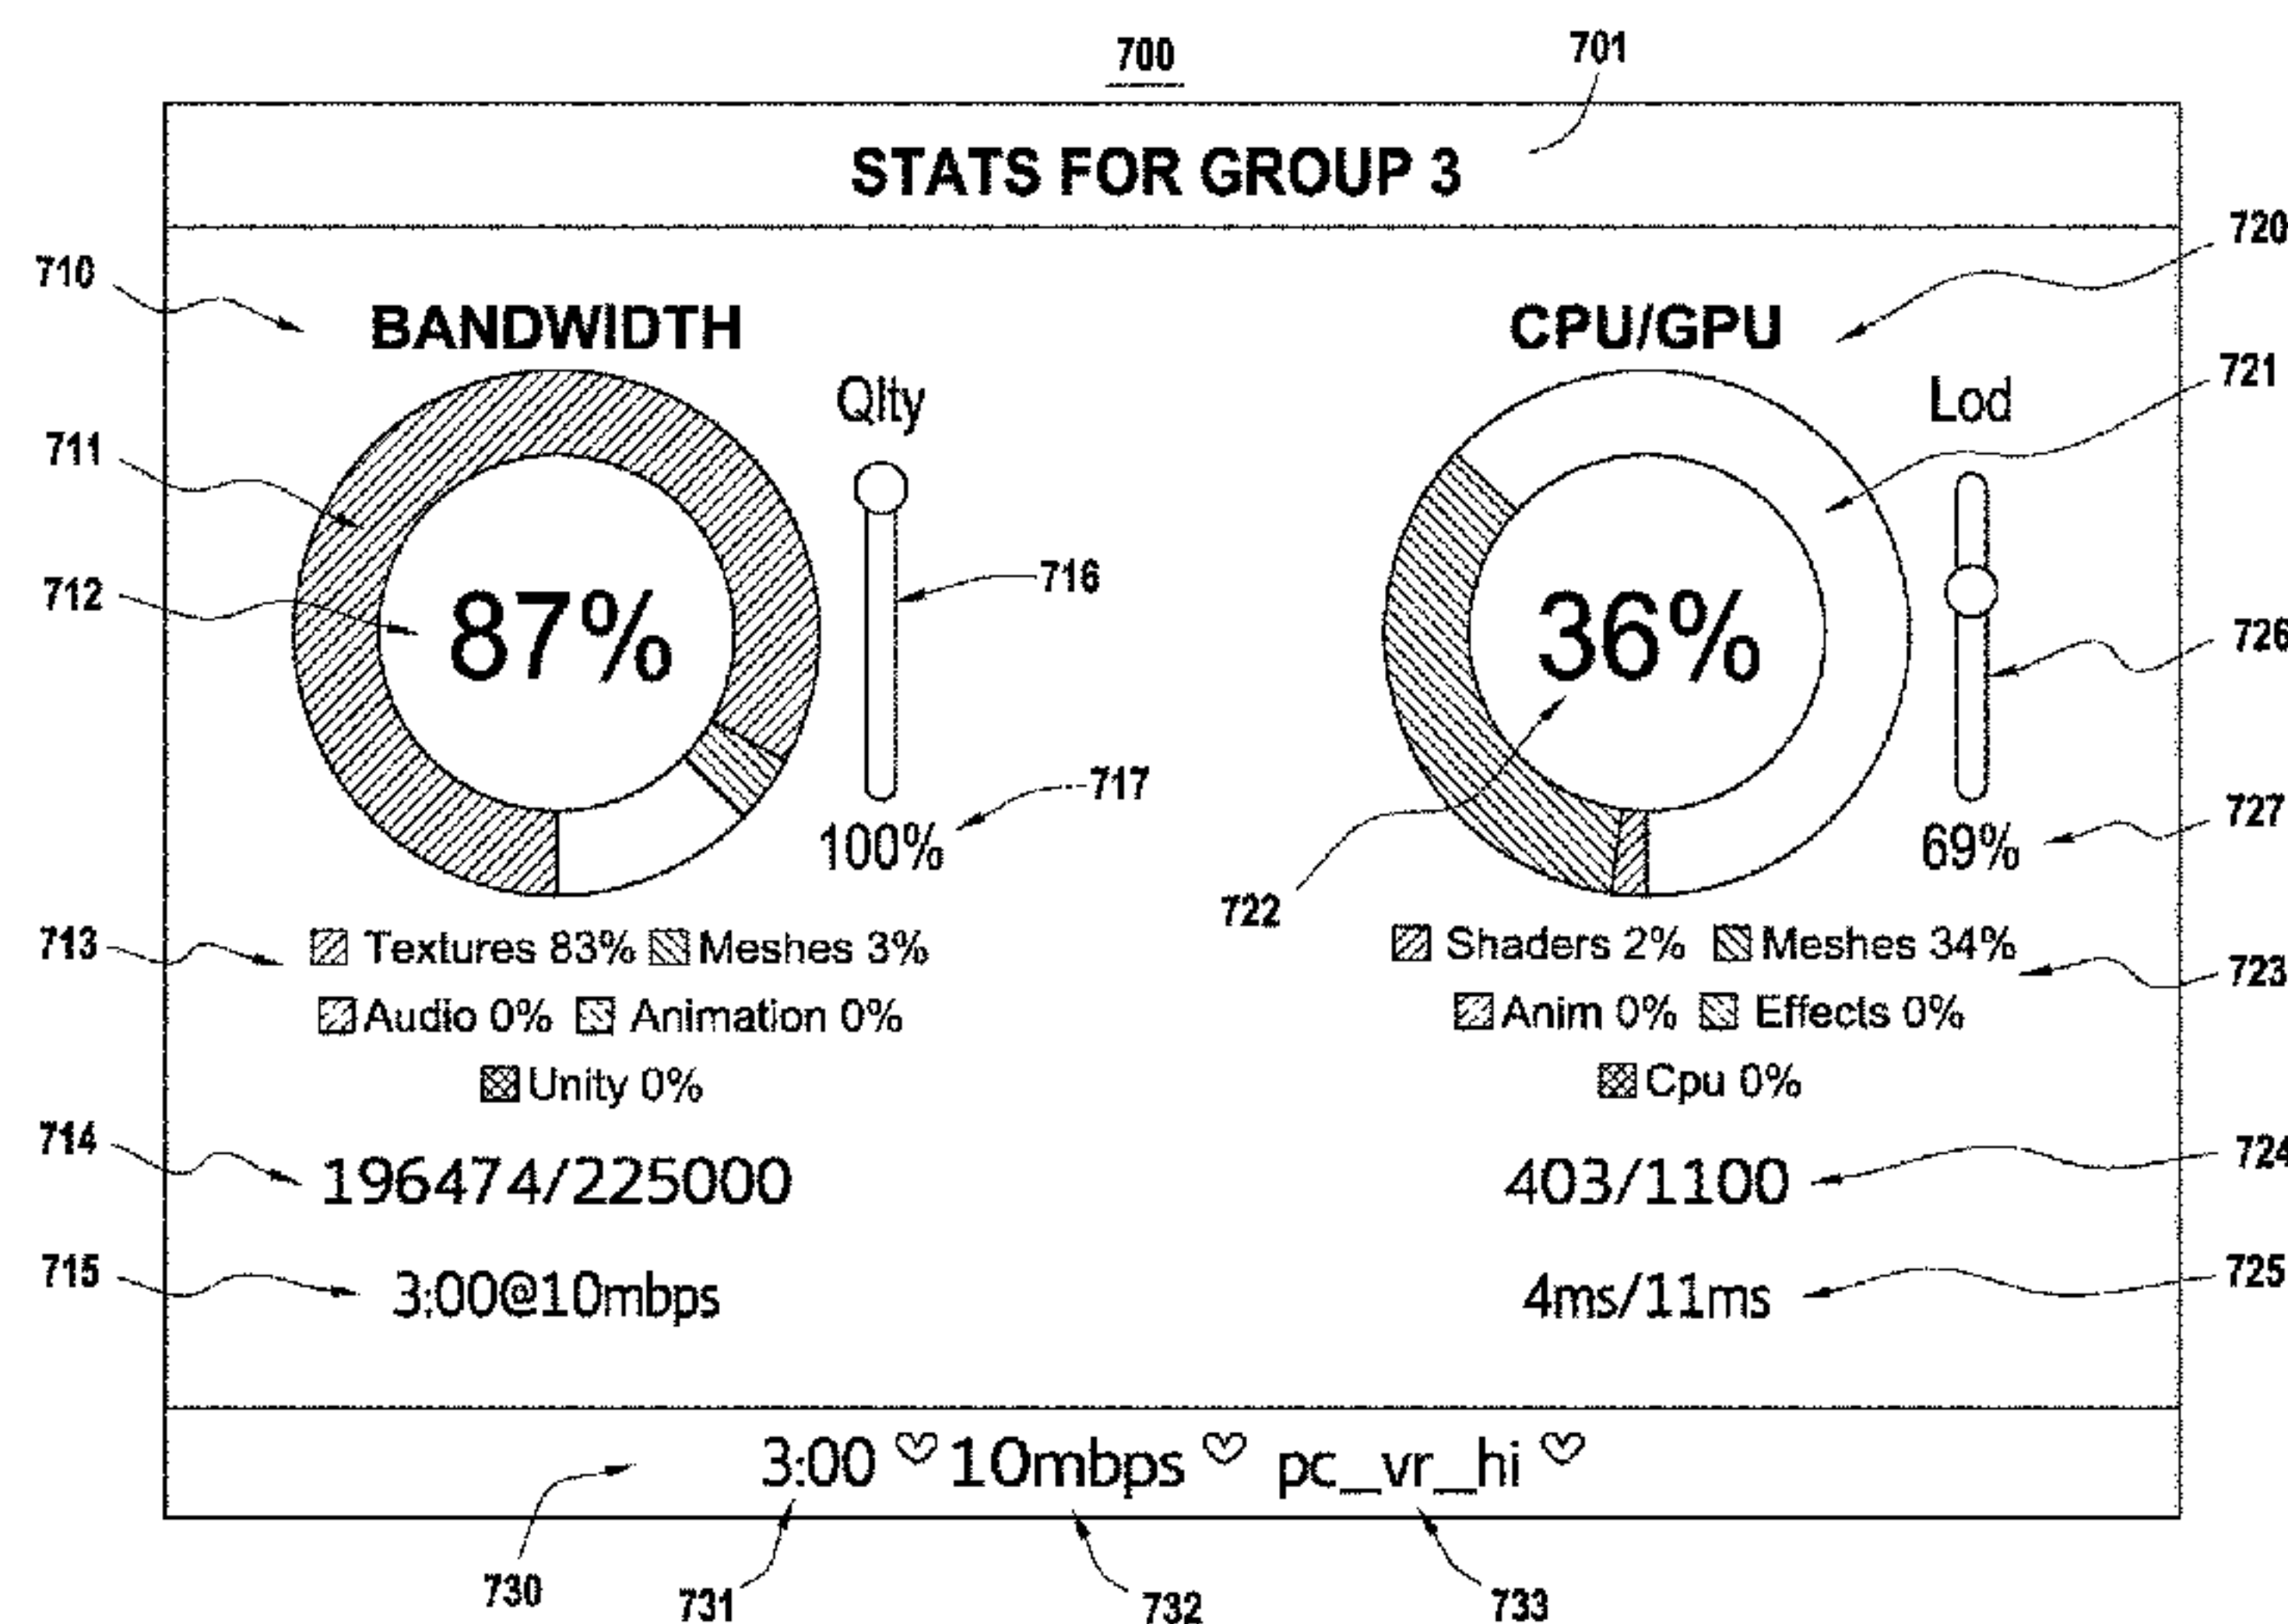 700
701
STATS FOR GROUP 3
710
720
BANDWIDTH
CPU/GPU
Qlty
Lod
721
711
712
87%
716
36%
726
717
100%
722
727
69%
713
Textures 83% Meshes 3%
Audio 0% Animation 0%
Unity 0%
Shaders 2% Meshes 34%
Anim 0% Effects 0%
Cpu 0%
723
714
196474/225000
403/1100
724
715
3:00@10mbps
4ms/11ms
725
3:00 ♡ 10mbps ♡ pc_vr_hi ♡
730
731
732
733